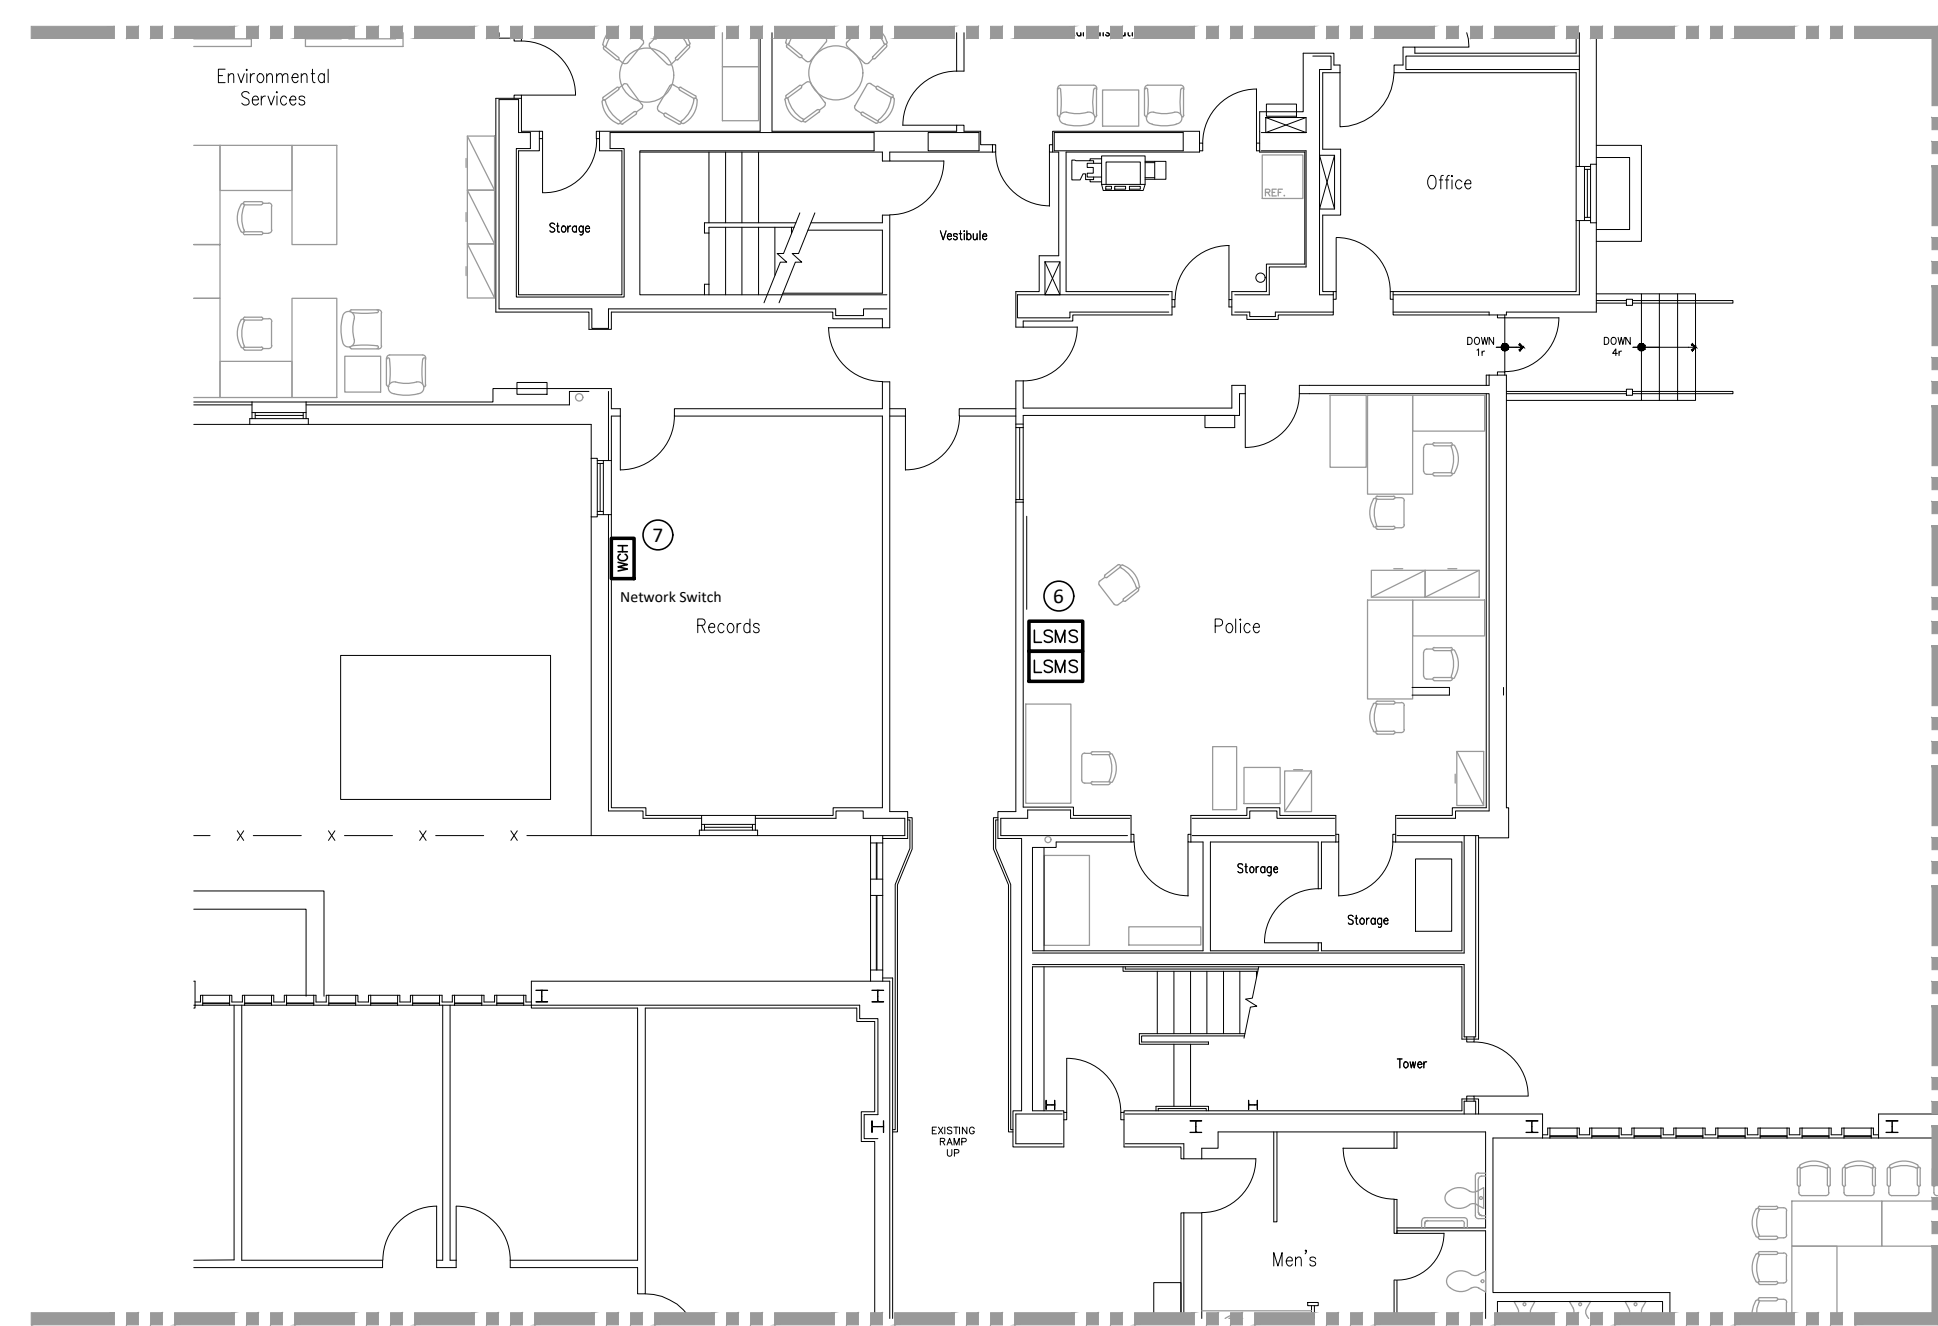 Environmental
Services
Storage
Vestibule
REF.
Office
DOWN
1r
DOWN
4r
7
WCH
Network Switch
Records
6
LSMS
LSMS
Police
X X X X
Storage
Storage
Tower
EXISTING
RAMP
UP
Men's